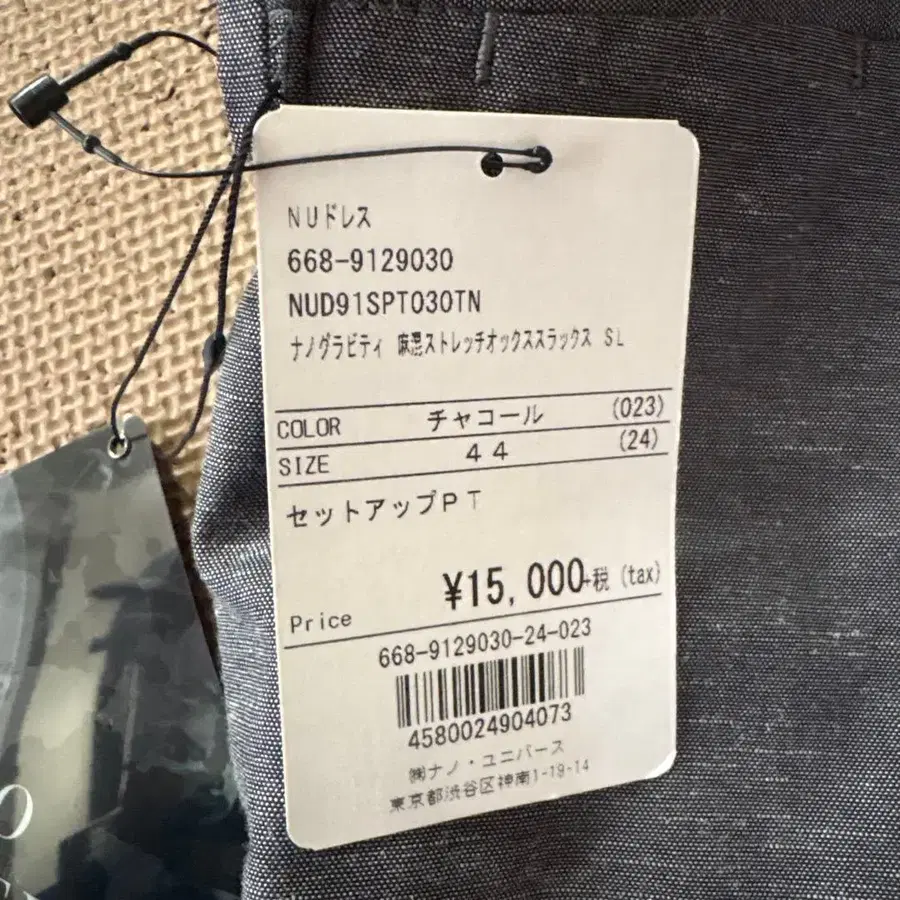 NUドレス
668-9129030
NUD91SPT030TN
ナノグラビティ 麻混ストレッチオックススラックス SL
COLOR チャコール (023)
SIZE 44 (24)
セットアップPT
Price ¥15,000+税(tax)
668-9129030-24-023
4580024904073
㈱ナノ・ユニバース
東京都渋谷区神南1-19-14